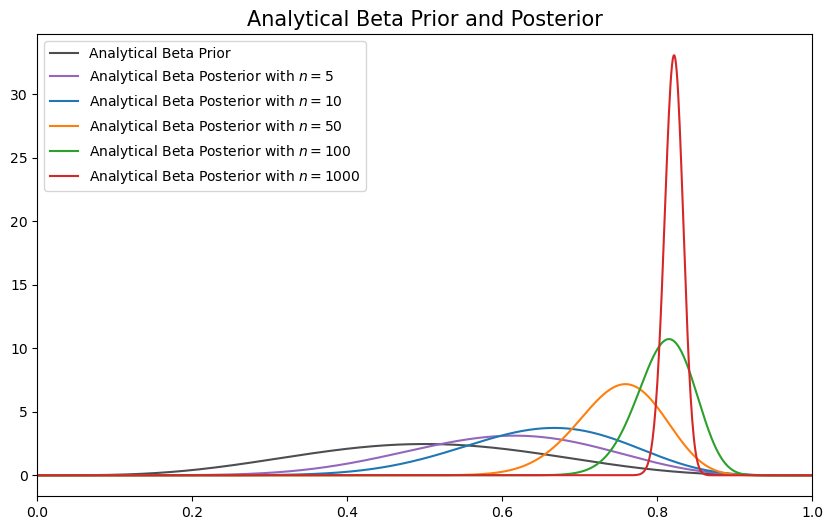 Analytical Beta Prior and Posterior
Analytical Beta Prior
Analytical Beta Posterior with n = 5
Analytical Beta Posterior with n = 10
Analytical Beta Posterior with n = 50
Analytical Beta Posterior with n = 100
Analytical Beta Posterior with n = 1000
30
25
20
15
10
5
0
0.0 0.2 0.4 0.6 0.8 1.0